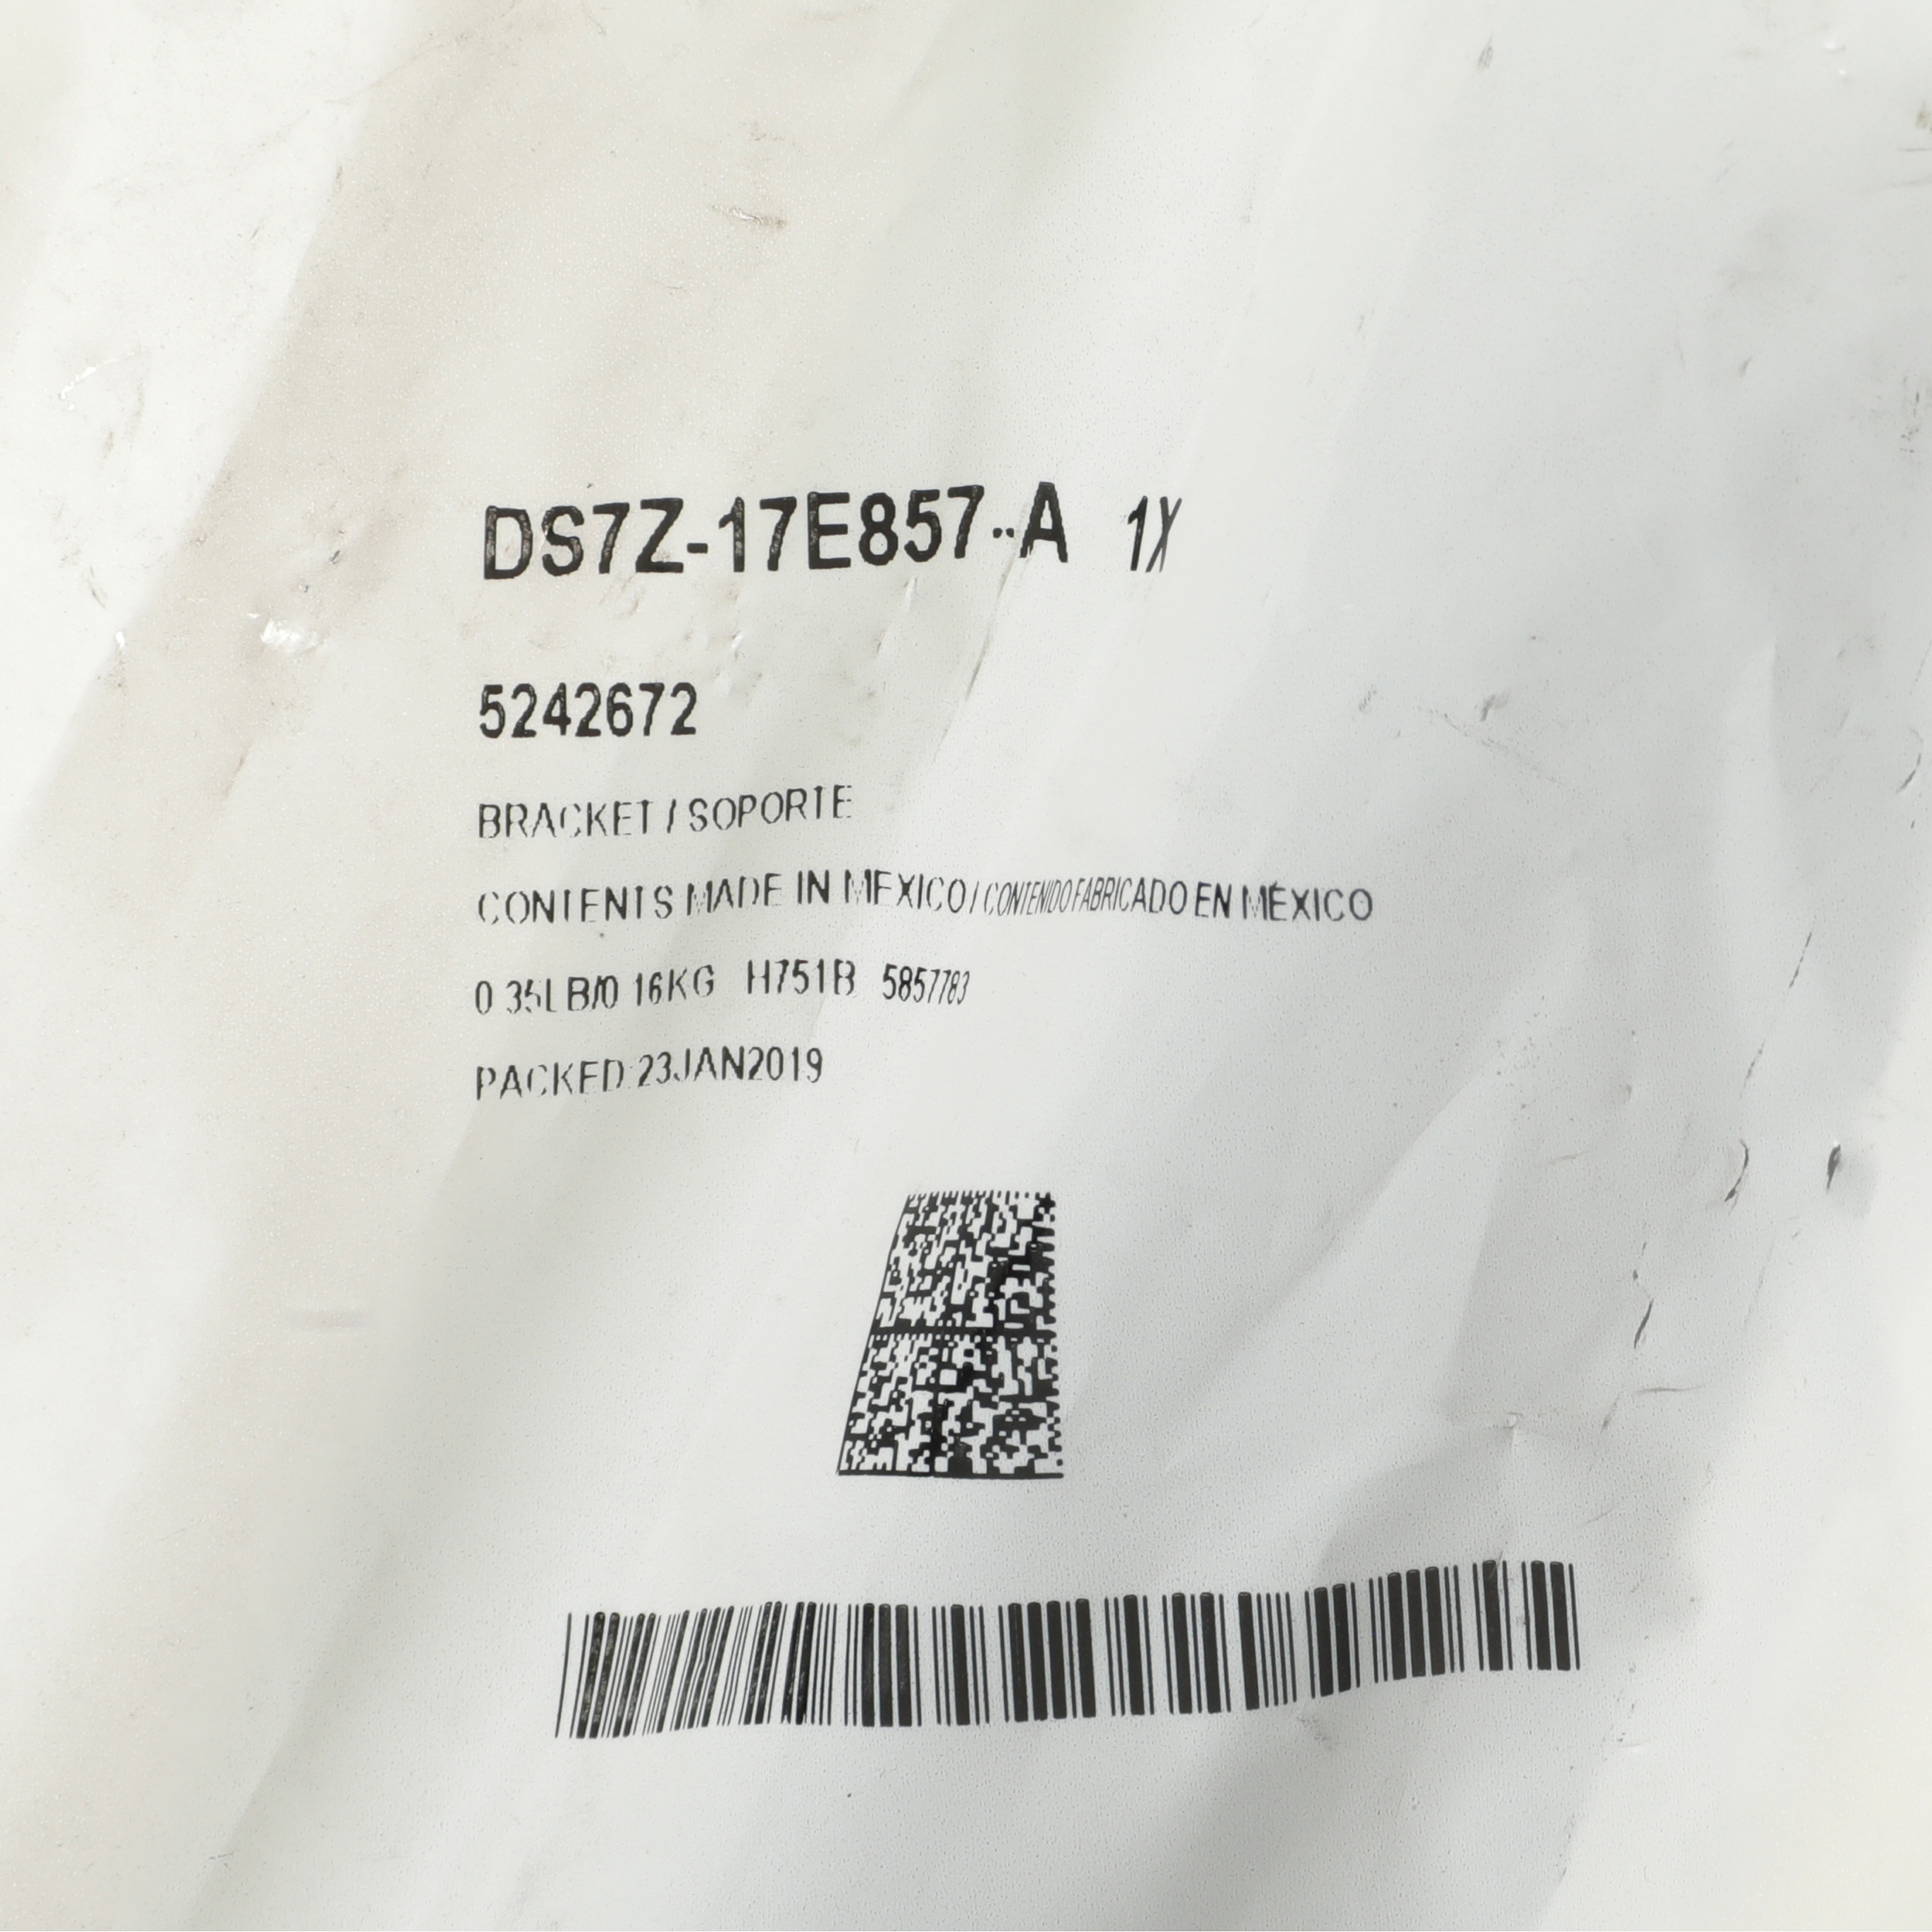 DS7Z-17E857-A 1X
5242672
BRACKET / SOPORTE
CONTENTS MADE IN MEXICO / CONTENIDO FABRICADO EN MÉXICO
0.35LB/0.16KG H751B 5857783
PACKED:23JAN2019